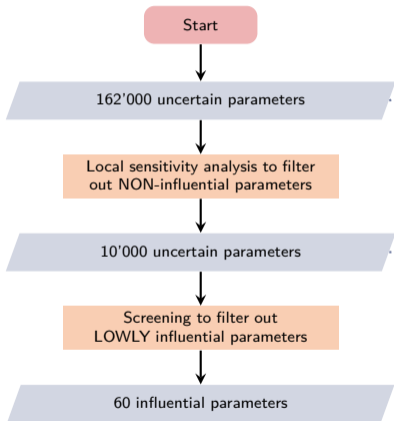 Start
162'000 uncertain parameters
Local sensitivity analysis to filter
out NON-influential parameters
10'000 uncertain parameters
Screening to filter out
LOWLY influential parameters
60 influential parameters